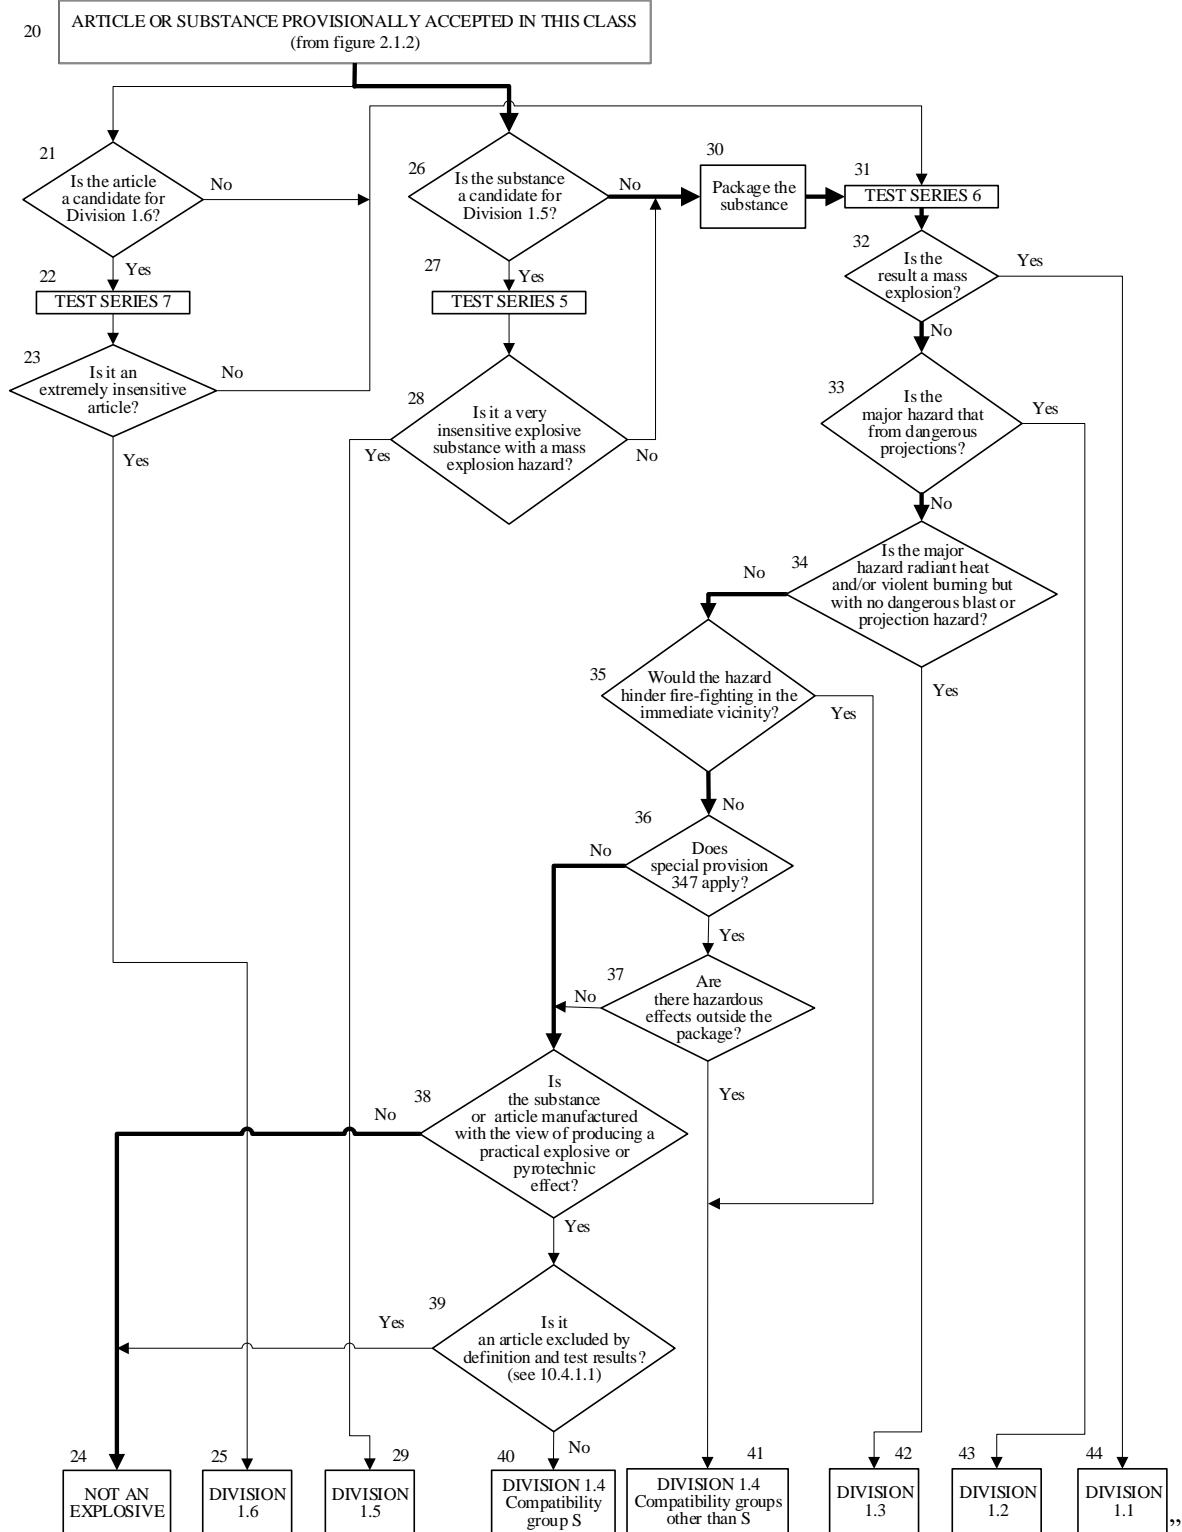 20
ARTICLE OR SUBSTANCE PROVISIONALLY ACCEPTED IN THIS CLASS
(from figure 2.1.2)
21
Is the article
a candidate for
Division 1.6?
No
Yes
22
TEST SERIES 7
23
Is it an
extremely insensitive
article?
No
Yes
26
Is the substance
a candidate for
Division 1.5?
No
Yes
27
TEST SERIES 5
28
Is it a very
insensitive explosive
substance with a mass
explosion hazard?
Yes
No
30
Package the
substance
31
TEST SERIES 6
32
Is the
result a mass
explosion?
Yes
No
33
Is the
major hazard that
from dangerous
projections?
Yes
No
34
Is the major
hazard radiant heat
and/or violent burning but
with no dangerous blast or
projection hazard?
No
Yes
35
Would the hazard
hinder fire-fighting in the
immediate vicinity?
Yes
No
36
Does
special provision
347 apply?
No
Yes
37
Are
there hazardous
effects outside the
package?
No
Yes
38
Is
the substance
or article manufactured
with the view of producing a
practical explosive or
pyrotechnic
effect?
No
Yes
39
Is it
an article excluded by
definition and test results?
(see 10.4.1.1)
Yes
No
24
NOT AN
EXPLOSIVE
25
DIVISION
1.6
29
DIVISION
1.5
40
DIVISION 1.4
Compatibility
group S
41
DIVISION 1.4
Compatibility groups
other than S
42
DIVISION
1.3
43
DIVISION
1.2
44
DIVISION
1.1
”